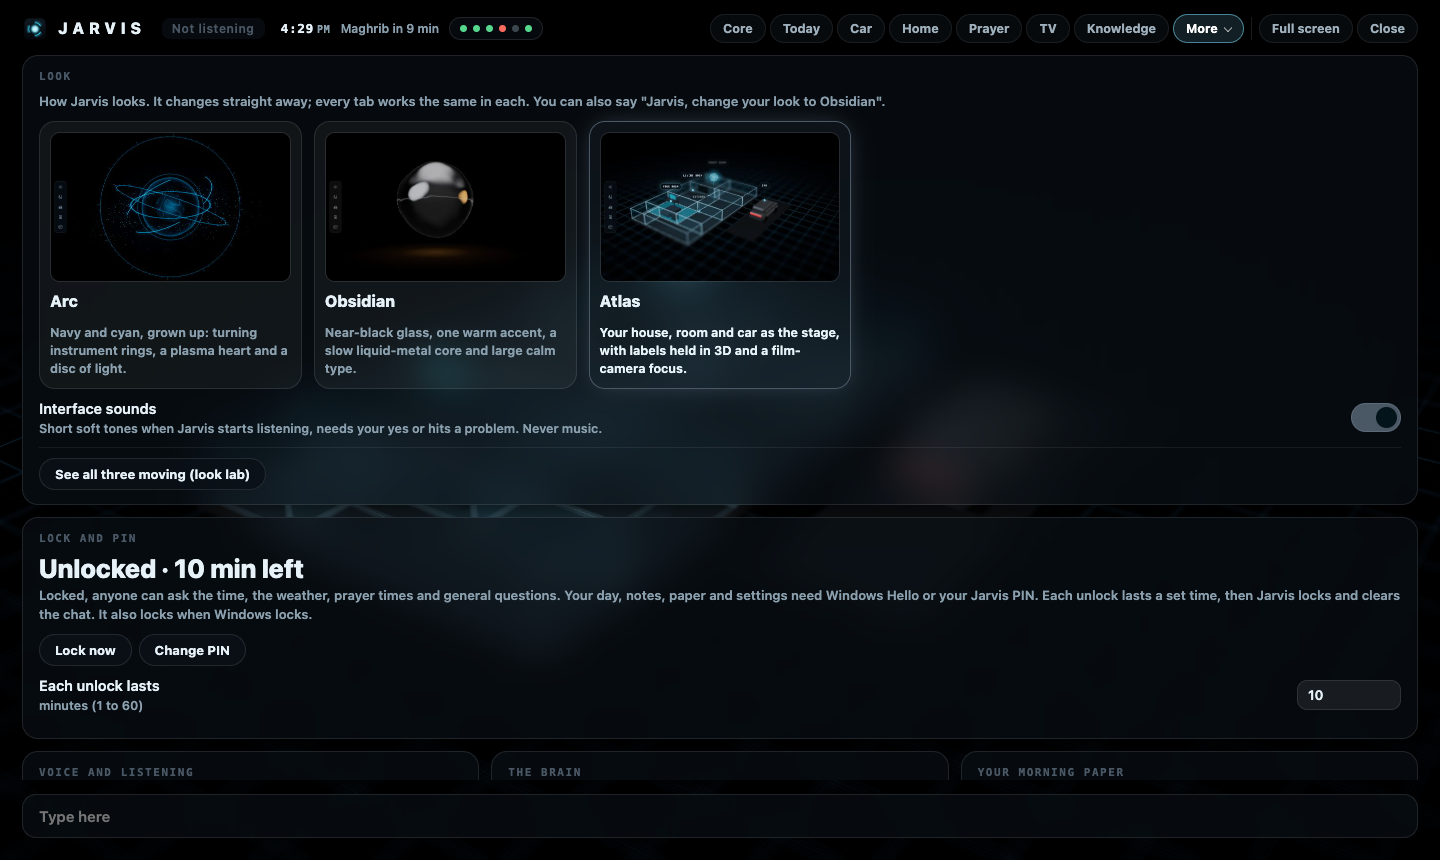 JARVIS
Not listening
4:29 PM
Maghrib in 9 min
Core
Today
Car
Home
Prayer
TV
Knowledge
More
Full screen
Close
LOOK
How Jarvis looks. It changes straight away; every tab works the same in each. You can also say "Jarvis, change your look to Obsidian".
Arc
Navy and cyan, grown up: turning
instrument rings, a plasma heart and a
disc of light.
Obsidian
Near-black glass, one warm accent, a
slow liquid-metal core and large calm
type.
Atlas
Your house, room and car as the stage,
with labels held in 3D and a film-
camera focus.
Interface sounds
Short soft tones when Jarvis starts listening, needs your yes or hits a problem. Never music.
See all three moving (look lab)
LOCK AND PIN
Unlocked · 10 min left
Locked, anyone can ask the time, the weather, prayer times and general questions. Your day, notes, paper and settings need Windows Hello or your Jarvis PIN. Each unlock lasts a set time, then Jarvis locks and clears
the chat. It also locks when Windows locks.
Lock now
Change PIN
Each unlock lasts
minutes (1 to 60)
10
VOICE AND LISTENING
THE BRAIN
YOUR MORNING PAPER
Type here